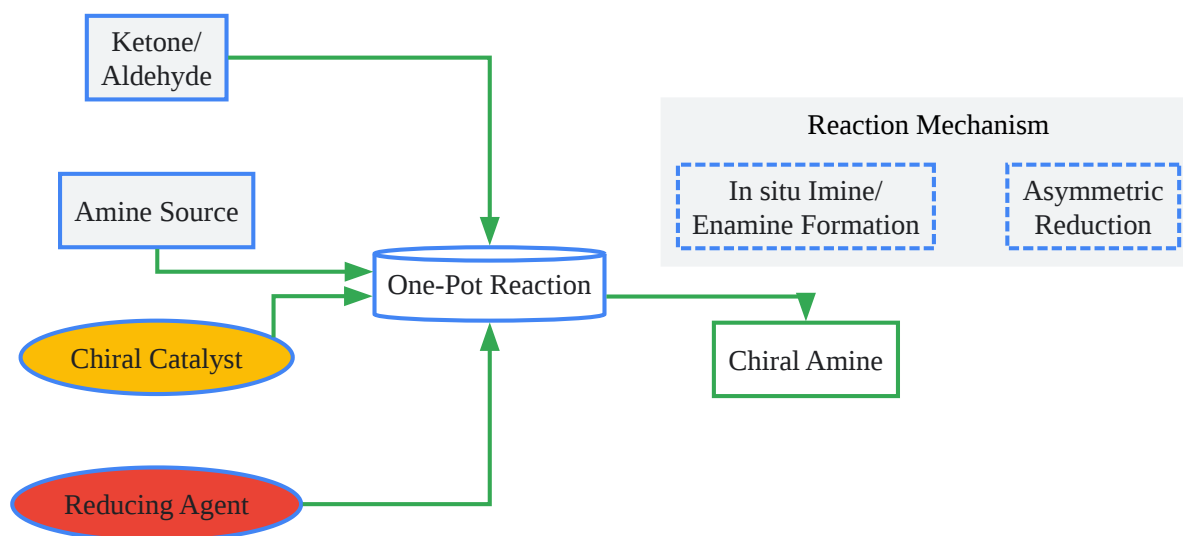 Ketone/
Aldehyde
Amine Source
Chiral Catalyst
Reducing Agent
One-Pot Reaction
Reaction Mechanism
In situ Imine/
Enamine Formation
Asymmetric
Reduction
Chiral Amine